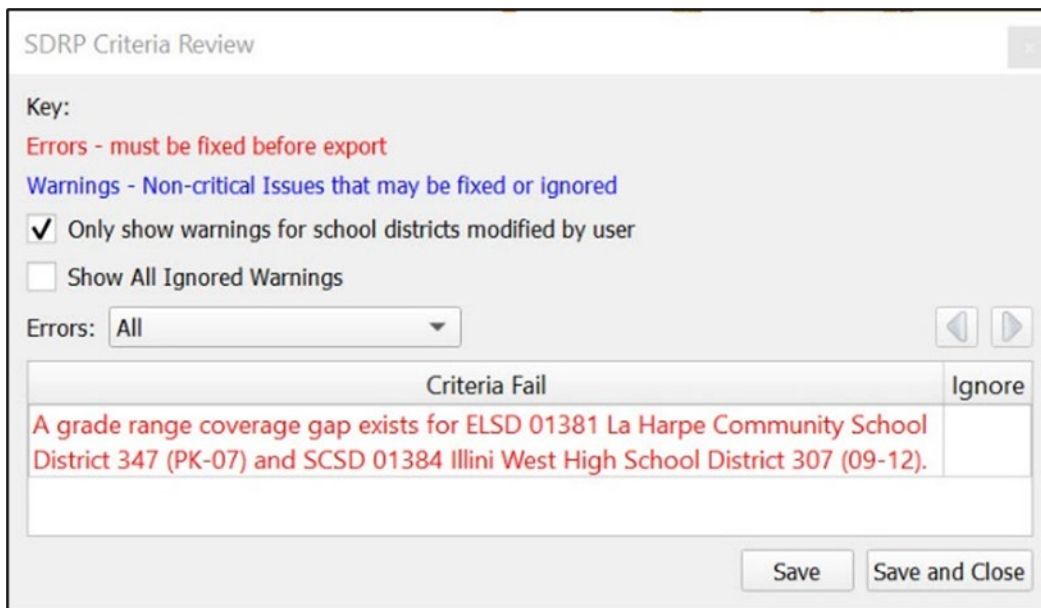 SDRP Criteria Review
Key:
Errors - must be fixed before export
Warnings - Non-critical Issues that may be fixed or ignored
Only show warnings for school districts modified by user
Show All Ignored Warnings
Errors: All
Criteria Fail Ignore
A grade range coverage gap exists for ELSD 01381 La Harpe Community School
District 347 (PK-07) and SCSD 01384 Illini West High School District 307 (09-12).
Save Save and Close